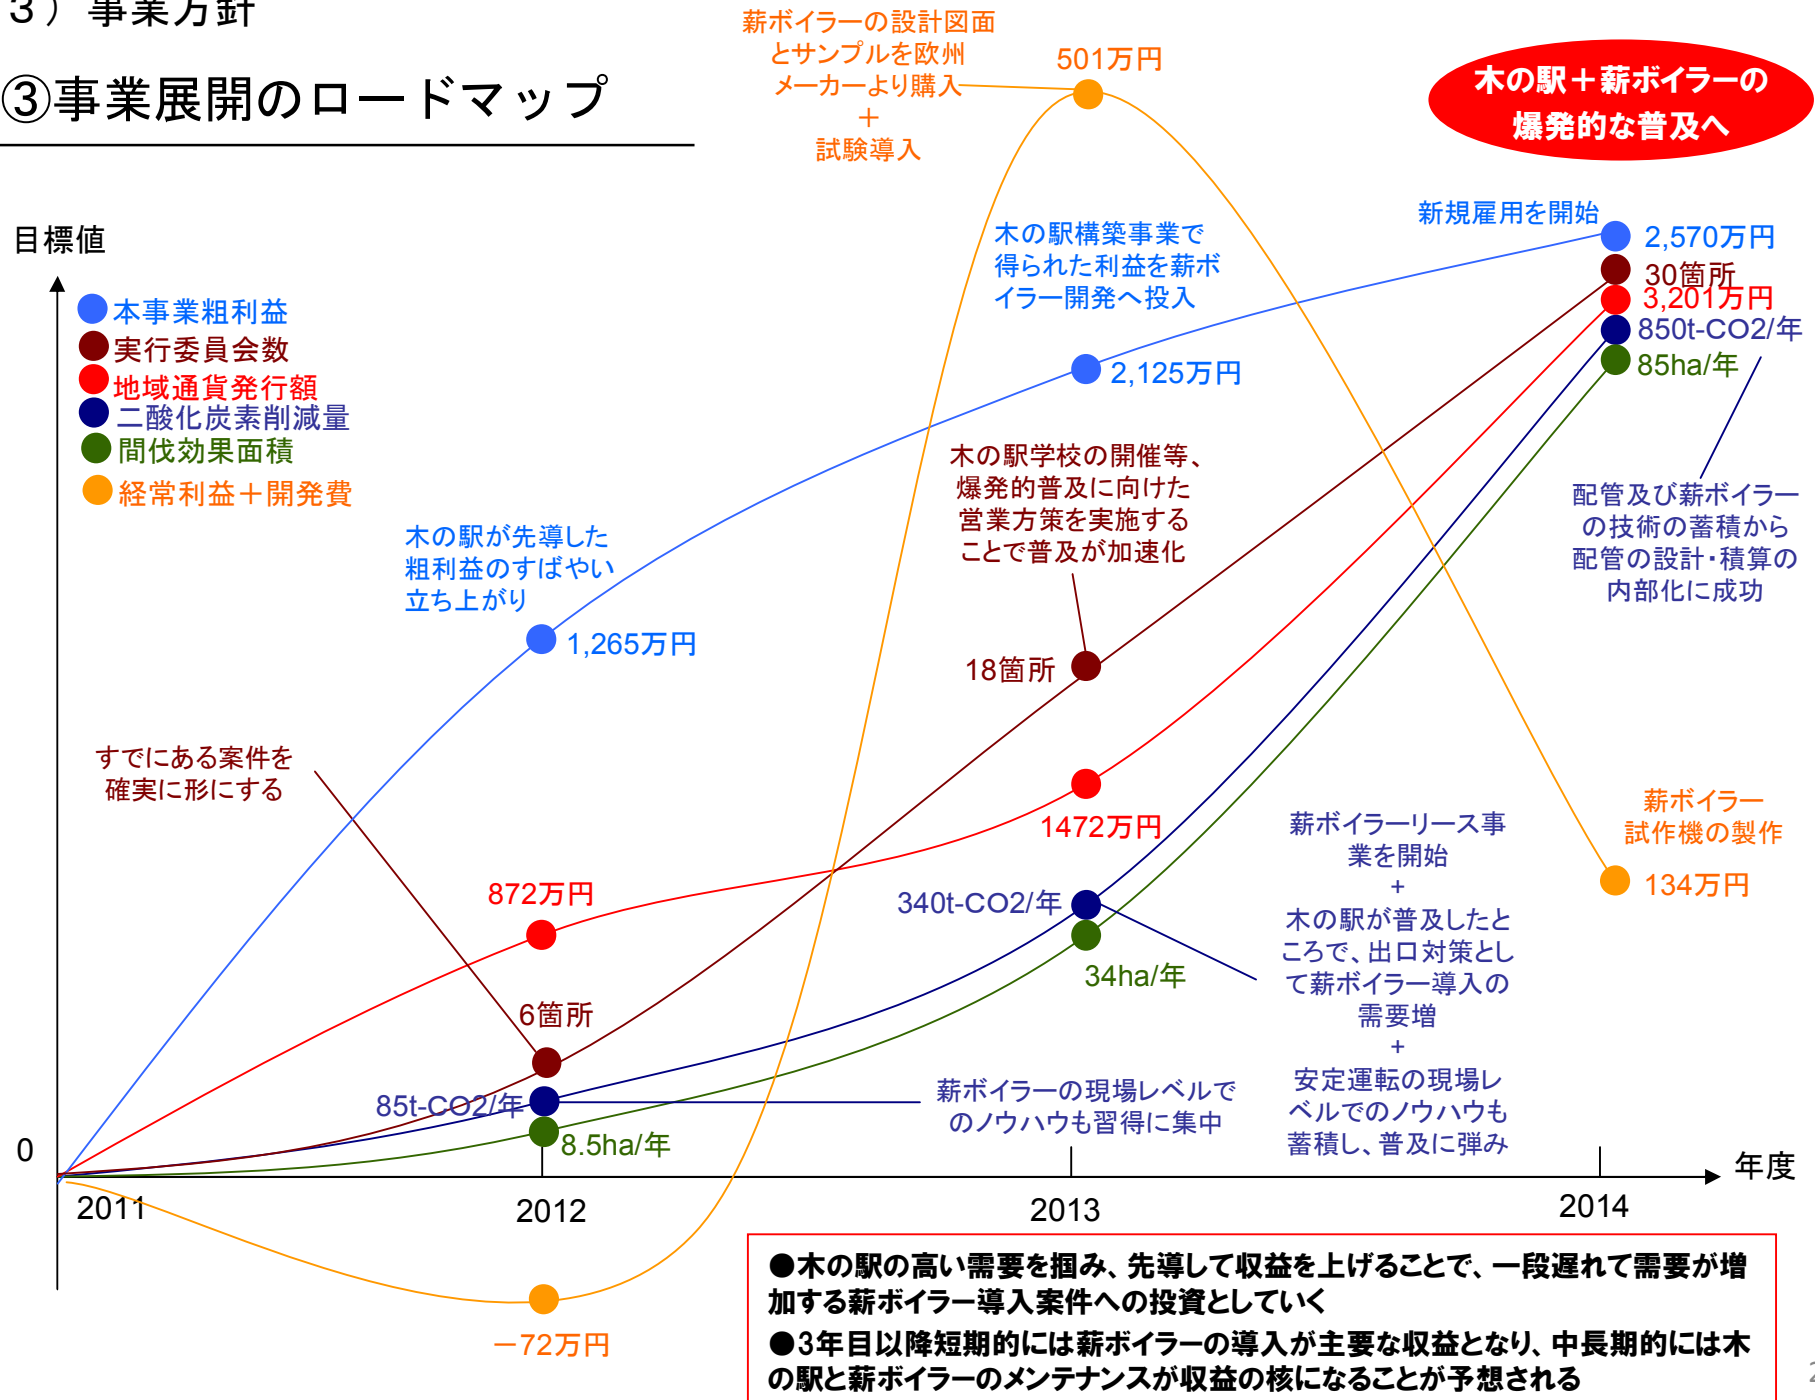 ３）事業方針
③事業展開のロードマップ
薪ボイラーの設計図面
とサンプルを欧州
メーカーより購入
＋
試験導入
501万円
木の駅＋薪ボイラーの
爆発的な普及へ
目標値
本事業粗利益
実行委員会数
地域通貨発行額
二酸化炭素削減量
間伐効果面積
経常利益＋開発費
木の駅構築事業で
得られた利益を薪ボ
イラー開発へ投入
新規雇用を開始
2,570万円
30箇所
3,201万円
850t-CO2/年
85ha/年
2,125万円
木の駅学校の開催等、
爆発的普及に向けた
営業方策を実施する
ことで普及が加速化
配管及び薪ボイラー
の技術の蓄積から
配管の設計・積算の
内部化に成功
木の駅が先導した
粗利益のすばやい
立ち上がり
1,265万円
18箇所
すでにある案件を
確実に形にする
1472万円
薪ボイラー
試作機の製作
134万円
872万円
340t-CO2/年
34ha/年
薪ボイラーリース事
業を開始
+
木の駅が普及したと
ころで、出口対策とし
て薪ボイラー導入の
需要増
+
安定運転の現場レ
ベルでのノウハウも
蓄積し、普及に弾み
6箇所
85t-CO2/年
8.5ha/年
薪ボイラーの現場レベルで
のノウハウも習得に集中
0
年度
2011
2012
2013
2014
－72万円
●木の駅の高い需要を掴み、先導して収益を上げることで、一段遅れて需要が増
加する薪ボイラー導入案件への投資としていく
●3年目以降短期的には薪ボイラーの導入が主要な収益となり、中長期的には木
の駅と薪ボイラーのメンテナンスが収益の核になることが予想される